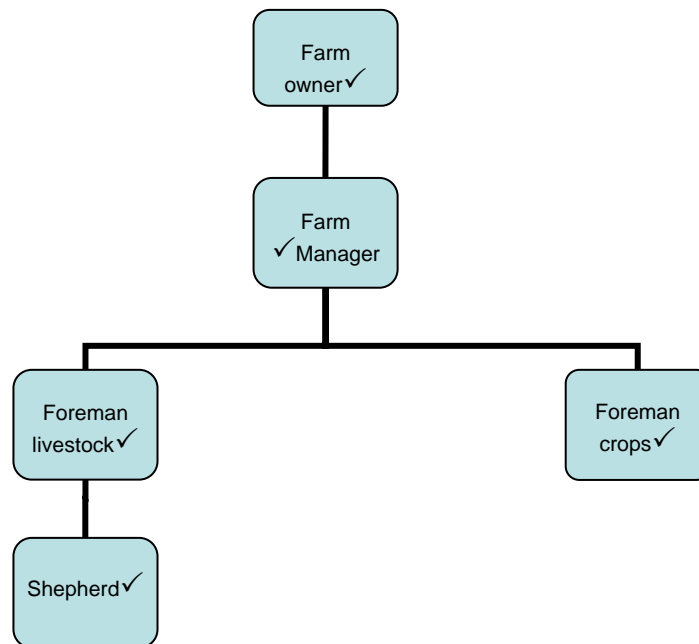 Farm
owner✓
Farm
✓Manager
Foreman
livestock✓
Foreman
crops✓
Shepherd✓